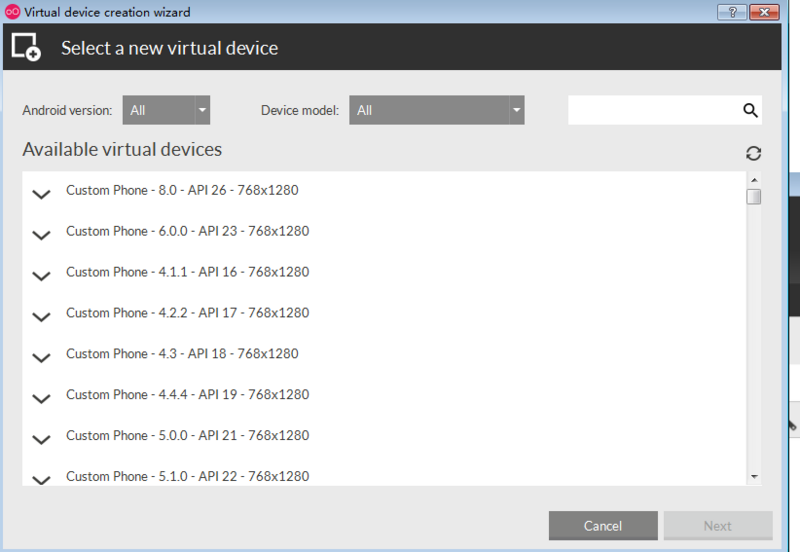 Virtual device creation wizard
Select a new virtual device
Android version: All Device model: All
Available virtual devices
Custom Phone - 8.0 - API 26 - 768x1280
Custom Phone - 6.0.0 - API 23 - 768x1280
Custom Phone - 4.1.1 - API 16 - 768x1280
Custom Phone - 4.2.2 - API 17 - 768x1280
Custom Phone - 4.3 - API 18 - 768x1280
Custom Phone - 4.4.4 - API 19 - 768x1280
Custom Phone - 5.0.0 - API 21 - 768x1280
Custom Phone - 5.1.0 - API 22 - 768x1280
Cancel Next